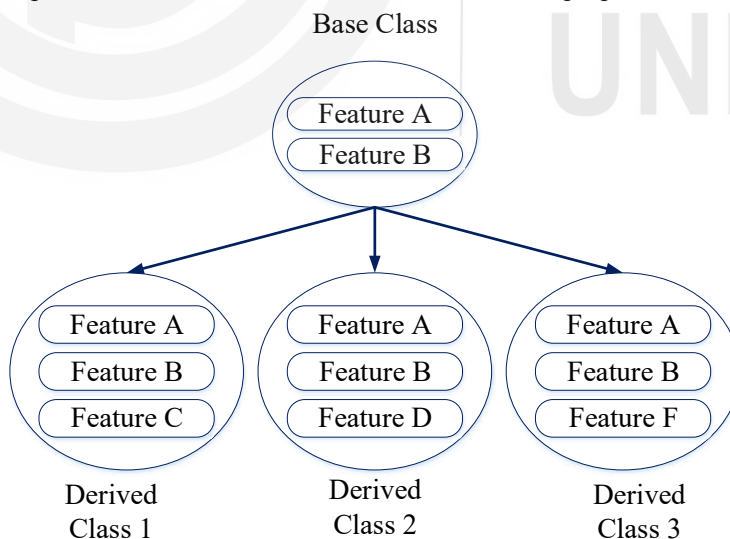 Base Class
UNI
Feature A
Feature B
Feature A
Feature B
Feature C
Feature A
Feature B
Feature D
Feature A
Feature B
Feature F
Derived
Class 1
Derived
Class 2
Derived
Class 3